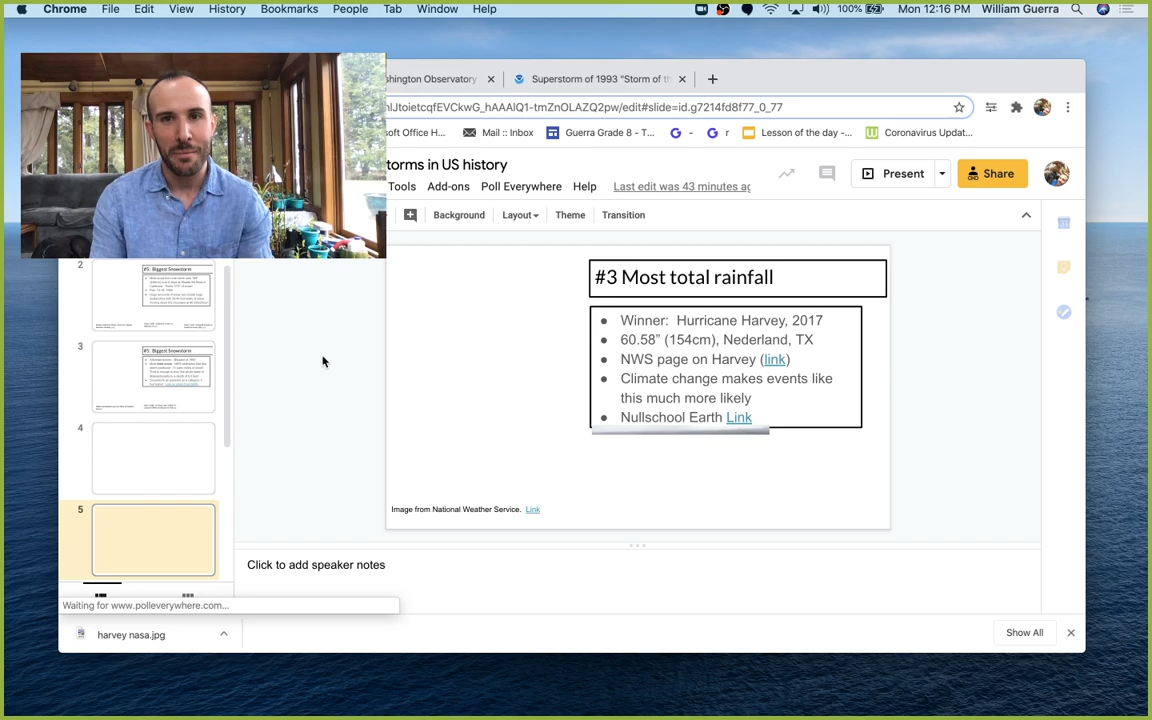 Chrome File Edit View History Bookmarks People Tab Window Help 100% Mon 12:16 PM William Guerra
shington Observatory Superstorm of 1993 "Storm of th
nlJtoietcqfEVCkwG_hAAAlQ1-tmZnOLAZQ2pw/edit#slide=id.g7214fd8f77_0_77
soft Office H... Mail :: Inbox Guerra Grade 8 - T... - r Lesson of the day -... Coronavirus Updat...
torms in US history
Present Share
Tools Add-ons Poll Everywhere Help Last edit was 43 minutes ag
Background Layout Theme Transition
2
#5: Biggest Snowstorm
3
#5: Biggest Snowstorm
4
5
#3 Most total rainfall
● Winner: Hurricane Harvey, 2017
● 60.58" (154cm), Nederland, TX
● NWS page on Harvey (link)
● Climate change makes events like
this much more likely
● Nullschool Earth Link
Image from National Weather Service. Link
Click to add speaker notes
Waiting for www.polleverywhere.com...
harvey nasa.jpg
Show All